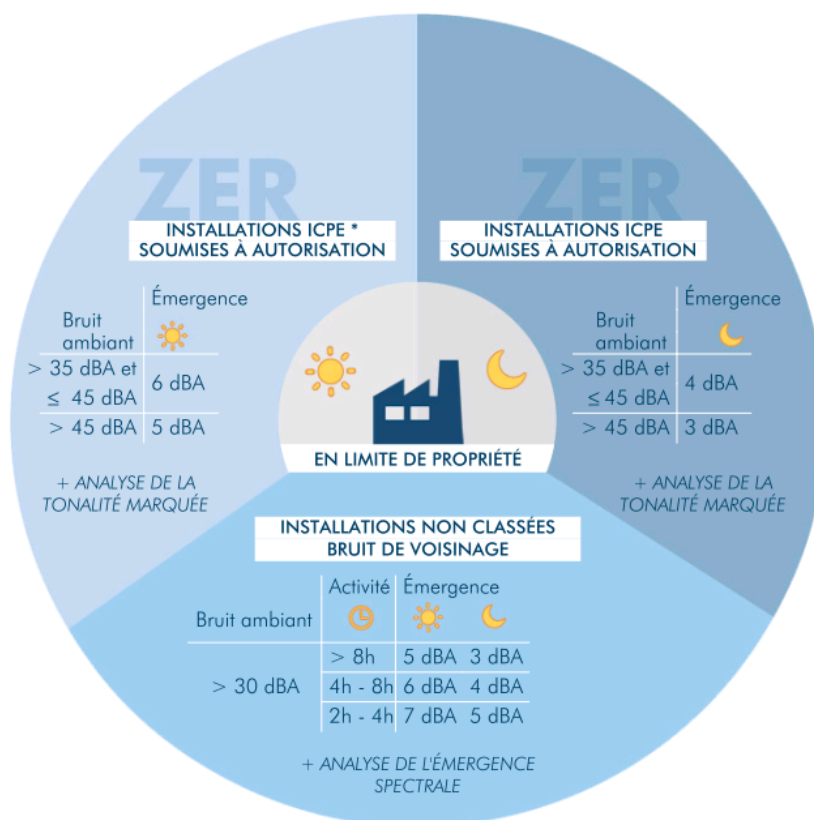 ZER
INSTALLATIONS ICPE *
SOUMISES À AUTORISATION
Émergence
Bruit
ambiant
> 35 dBA et
≤ 45 dBA
6 dBA
> 45 dBA 5 dBA
+ ANALYSE DE LA
TONALITÉ MARQUÉE
ZER
INSTALLATIONS ICPE
SOUMISES À AUTORISATION
Émergence
Bruit
ambiant
> 35 dBA et
≤ 45 dBA
4 dBA
> 45 dBA 3 dBA
+ ANALYSE DE LA
TONALITÉ MARQUÉE
EN LIMITE DE PROPRIÉTÉ
INSTALLATIONS NON CLASSÉES
BRUIT DE VOISINAGE
Activité Émergence
Bruit ambiant
> 8h 5 dBA 3 dBA
> 30 dBA 4h - 8h 6 dBA 4 dBA
2h - 4h 7 dBA 5 dBA
+ ANALYSE DE L'ÉMERGENCE
SPECTRALE